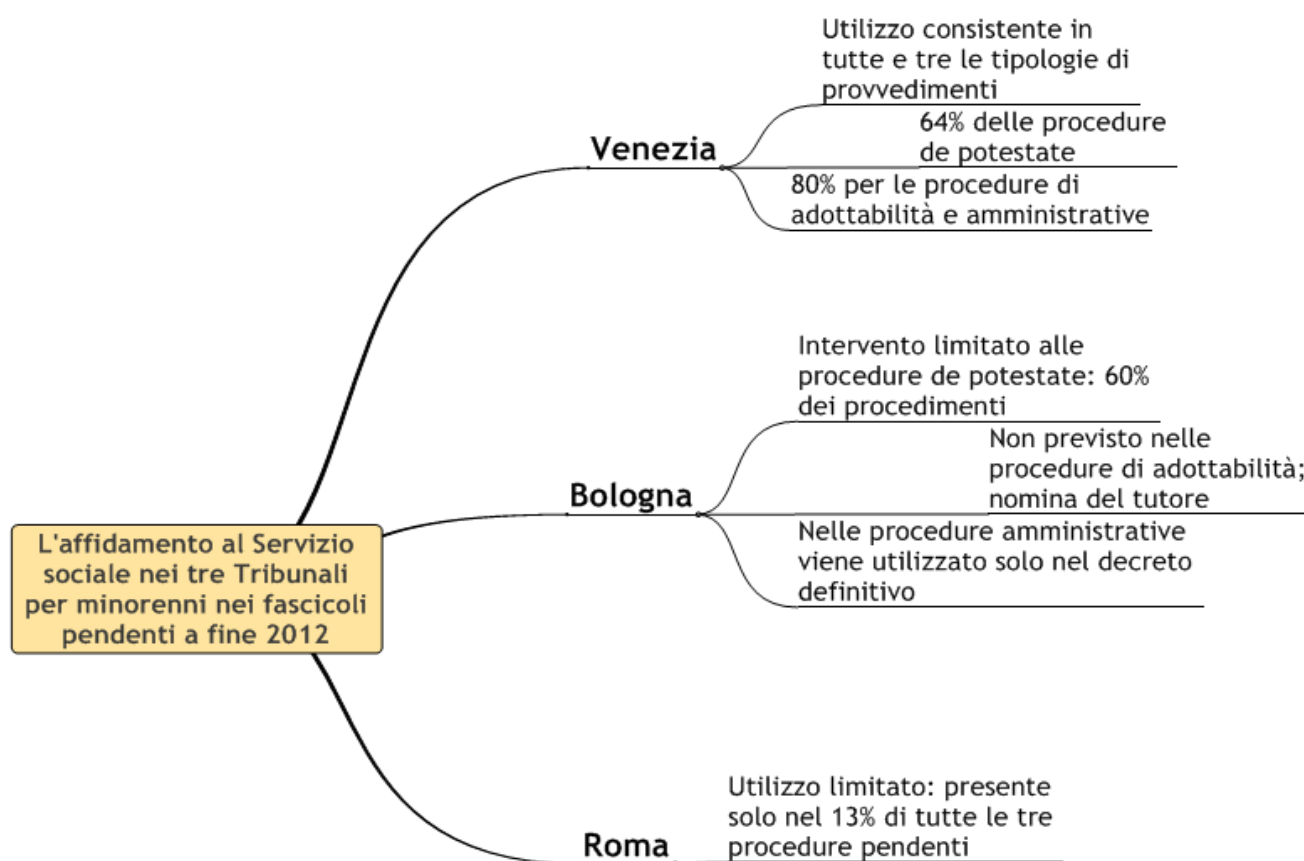 L'affidamento al Servizio
sociale nei tre Tribunali
per minorenni nei fascicoli
pendenti a fine 2012
Venezia
Utilizzo consistente in
tutte e tre le tipologie di
provvedimenti
64% delle procedure
de potestate
80% per le procedure di
adottabilità e amministrative
Bologna
Intervento limitato alle
procedure de potestate: 60%
dei procedimenti
Non previsto nelle
procedure di adottabilità;
nomina del tutore
Nelle procedure amministrative
viene utilizzato solo nel decreto
definitivo
Roma
Utilizzo limitato: presente
solo nel 13% di tutte le tre
procedure pendenti